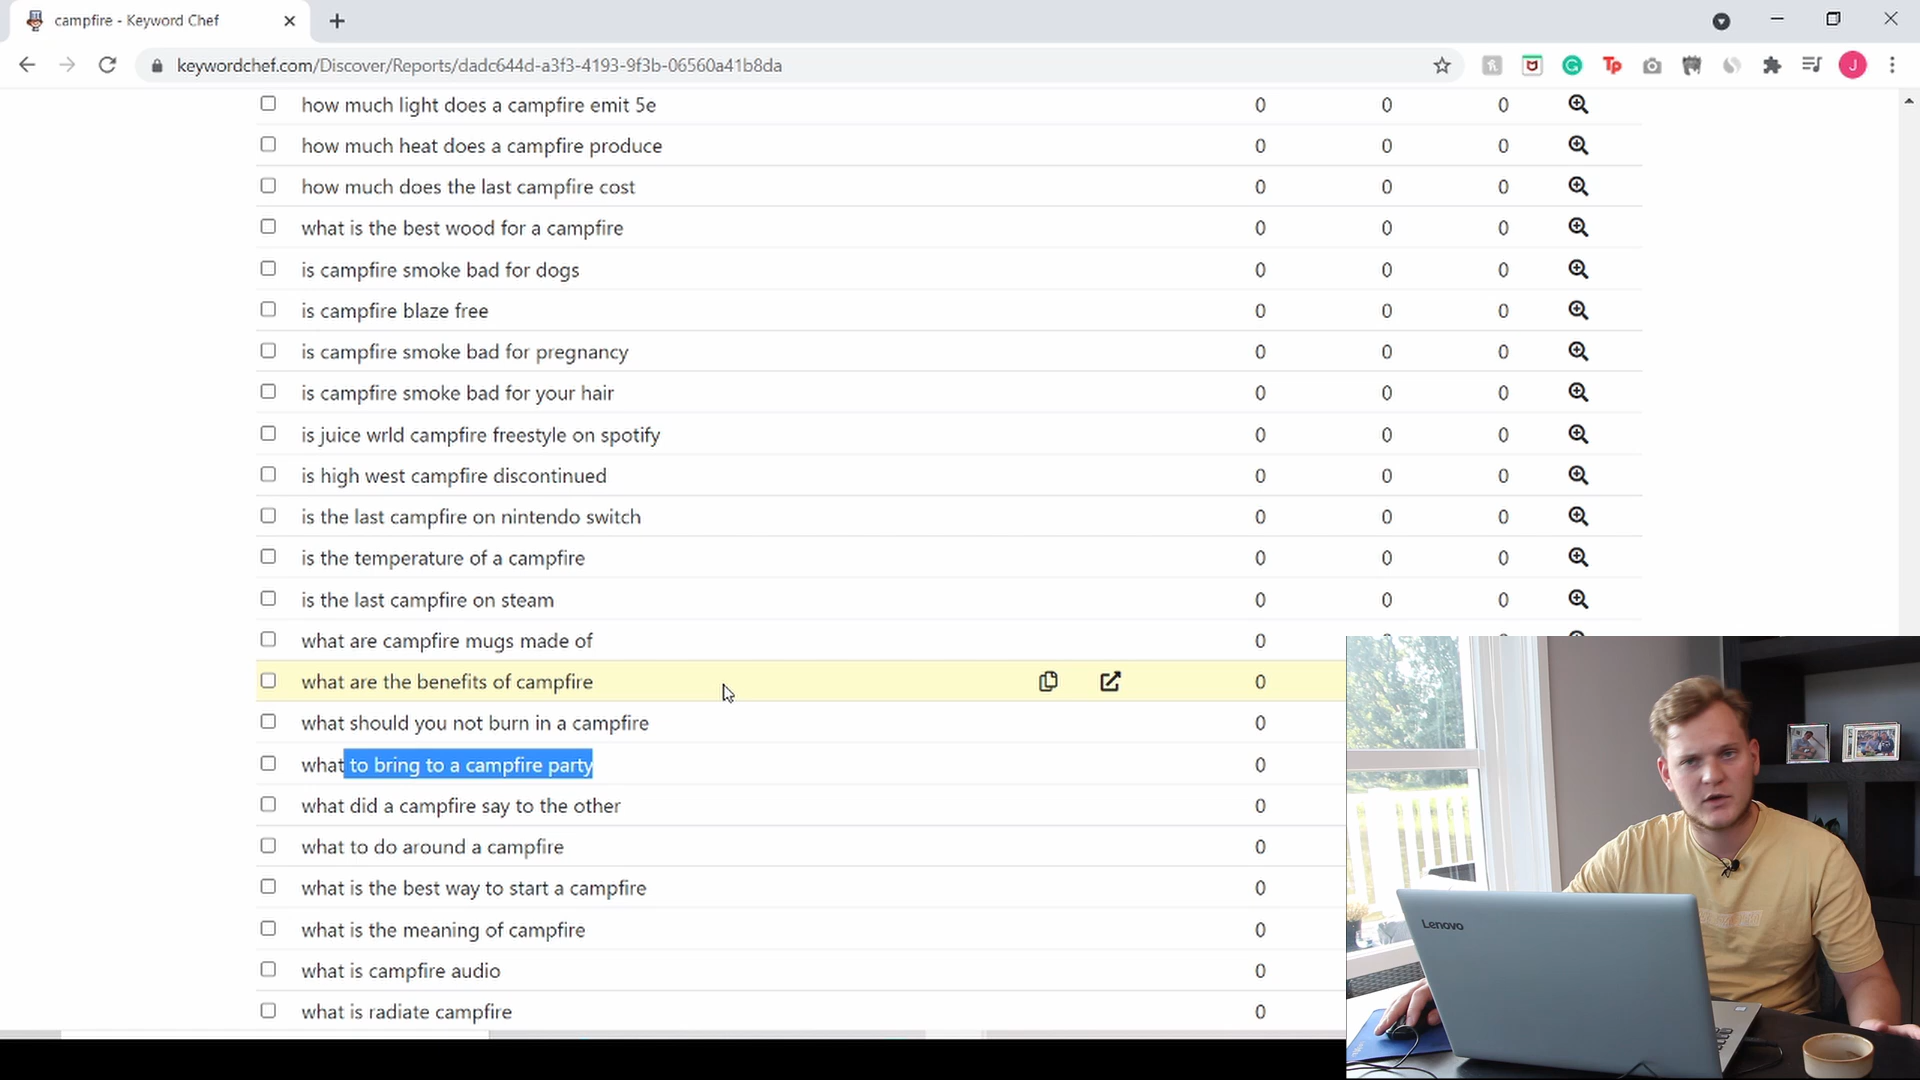 campfire - Keyword Chef
keywordchef.com/Discover/Reports/dadc644d-a3f3-4193-9f3b-06560a41b8da
Tp
J
how much light does a campfire emit 5e 0 0 0
how much heat does a campfire produce 0 0 0
how much does the last campfire cost 0 0 0
what is the best wood for a campfire 0 0 0
is campfire smoke bad for dogs 0 0 0
is campfire blaze free 0 0 0
is campfire smoke bad for pregnancy 0 0 0
is campfire smoke bad for your hair 0 0 0
is juice wrld campfire freestyle on spotify 0 0 0
is high west campfire discontinued 0 0 0
is the last campfire on nintendo switch 0 0 0
is the temperature of a campfire 0 0 0
is the last campfire on steam 0 0 0
what are campfire mugs made of 0
what are the benefits of campfire 0
what should you not burn in a campfire 0
what to bring to a campfire party 0
what did a campfire say to the other 0
what to do around a campfire 0
what is the best way to start a campfire 0
what is the meaning of campfire 0
what is campfire audio 0
what is radiate campfire 0
Lenovo